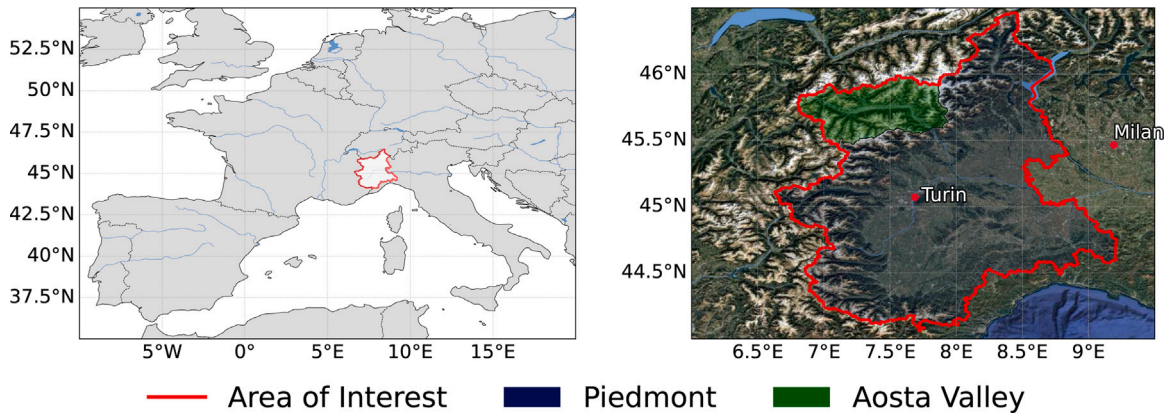 52.5°N
50°N
47.5°N
45°N
42.5°N
40°N
37.5°N
5°W
0°
5°E
10°E
15°E
46°N
45.5°N
45°N
44.5°N
6.5°E
7°E
7.5°E
8°E
8.5°E
9°E
Milan
Turin
Area of Interest
Piedmont
Aosta Valley